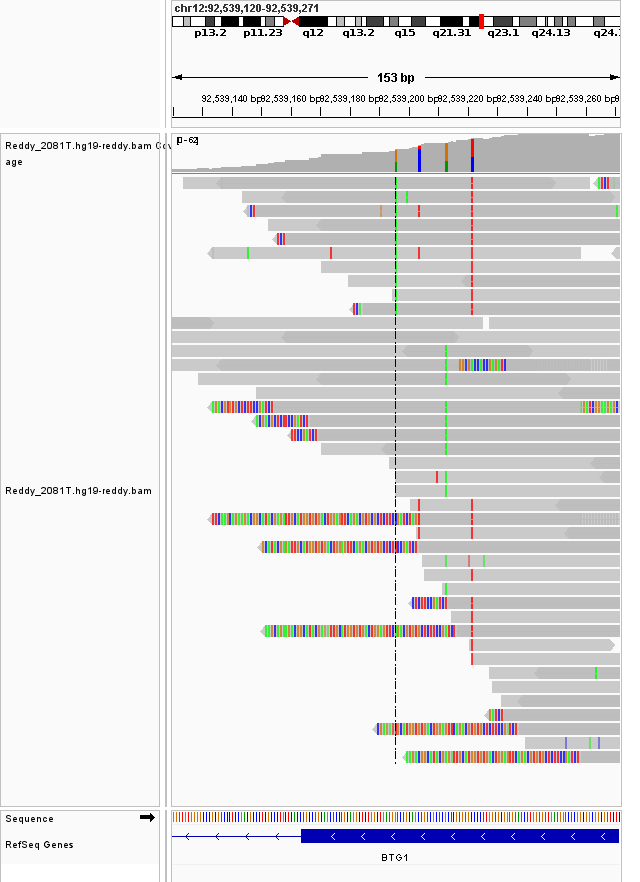 chr12:92,539,120-92,539,271
p13.2 p11.23 q12 q13.2 q15 q21.31 q23.1 q24.13 q24.
153 bp
92,539,140 bp 92,539,160 bp 92,539,180 bp 92,539,200 bp 92,539,220 bp 92,539,240 bp 92,539,260 bp
Reddy_2081T.hg19-reddy.bam Cov
age
[0-62]
Reddy_2081T.hg19-reddy.bam
Sequence
RefSeq Genes
BTG1